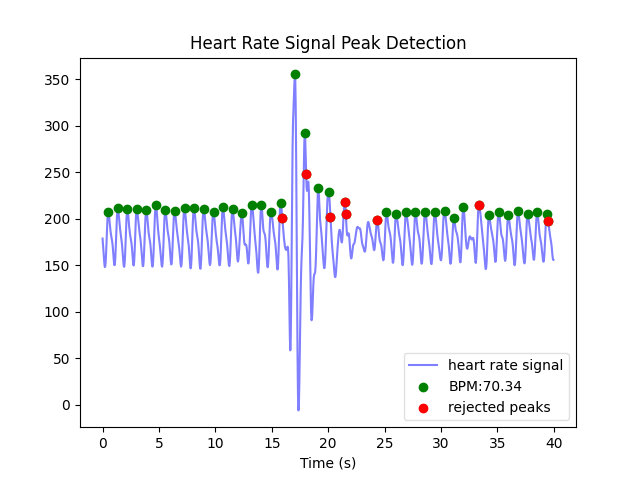 Heart Rate Signal Peak Detection
350
300
250
200
150
100
50
0
heart rate signal
BPM:70.34
rejected peaks
0 5 10 15 20 25 30 35 40
Time (s)